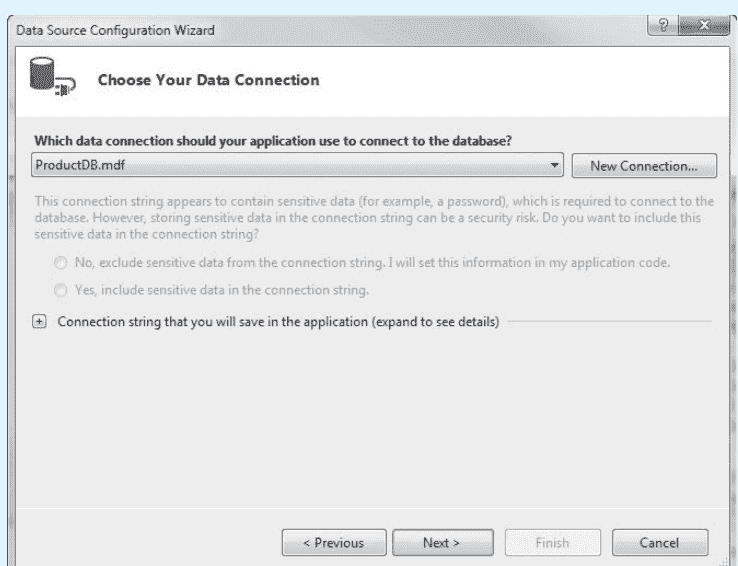 Data Source Configuration Wizard
Choose Your Data Connection
Which data connection should your application use to connect to the database?
ProductDB.mdf
New Connection...
This connection string appears to contain sensitive data (for example, a password), which is required to connect to the
database. However, storing sensitive data in the connection string can be a security risk. Do you want to include this
sensitive data in the connection string?
No, exclude sensitive data from the connection string. I will set this information in my application code.
Yes, include sensitive data in the connection string.
Connection string that you will save in the application (expand to see details)
< Previous
Next >
Finish
Cancel